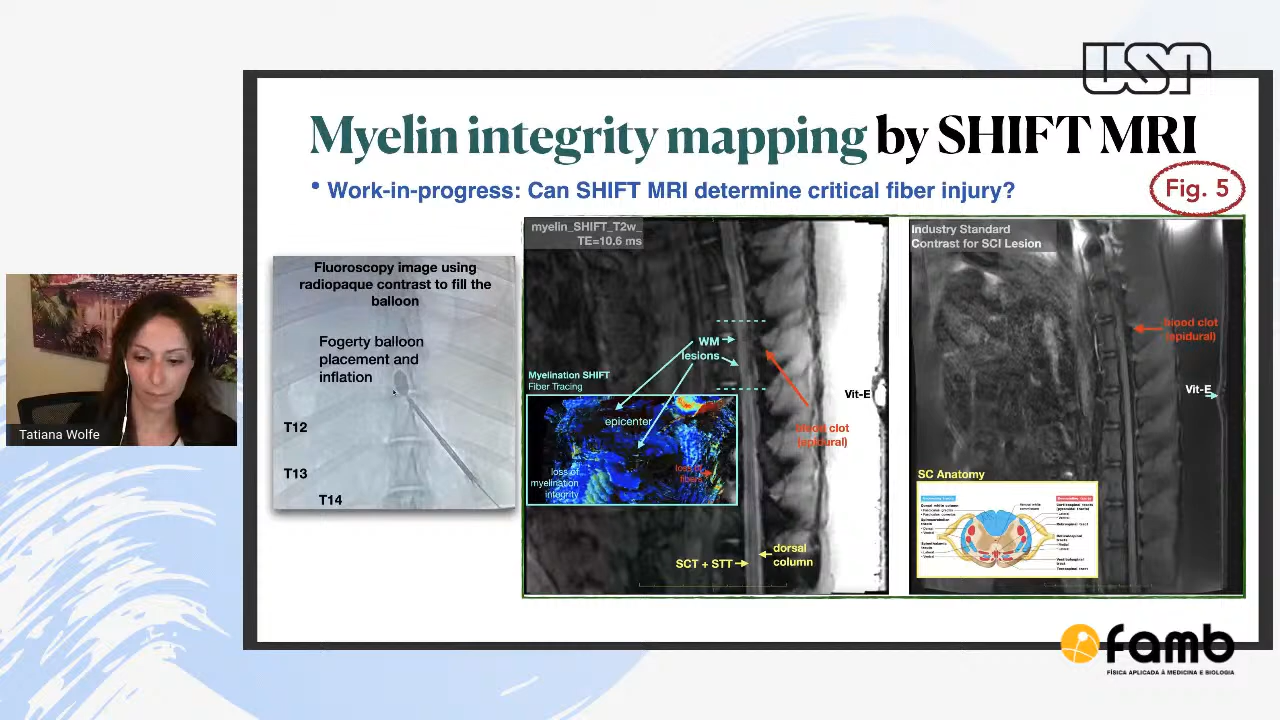 USP
Myelin integrity mapping by SHIFT MRI
• Work-in-progress: Can SHIFT MRI determine critical fiber injury?
Fig. 5
Fluoroscopy image using
radiopaque contrast to fill the
balloon
Fogerty balloon
placement and
inflation
T12
T13
T14
myelin_SHIFT_T2w_
TE=10.6 ms
WM
lesions
Myelination SHIFT
Fiber Tracing
epicenter
loss of
myelination
integrity
loss of
fibers
blood clot
(epidural)
Vit-E
SCT + STT
dorsal
column
Industry Standard
Contrast for SCI Lesion
blood clot
(epidural)
Vit-E
SC Anatomy
Tatiana Wolfe
famb
FÍSICA APLICADA À MEDICINA E BIOLOGIA